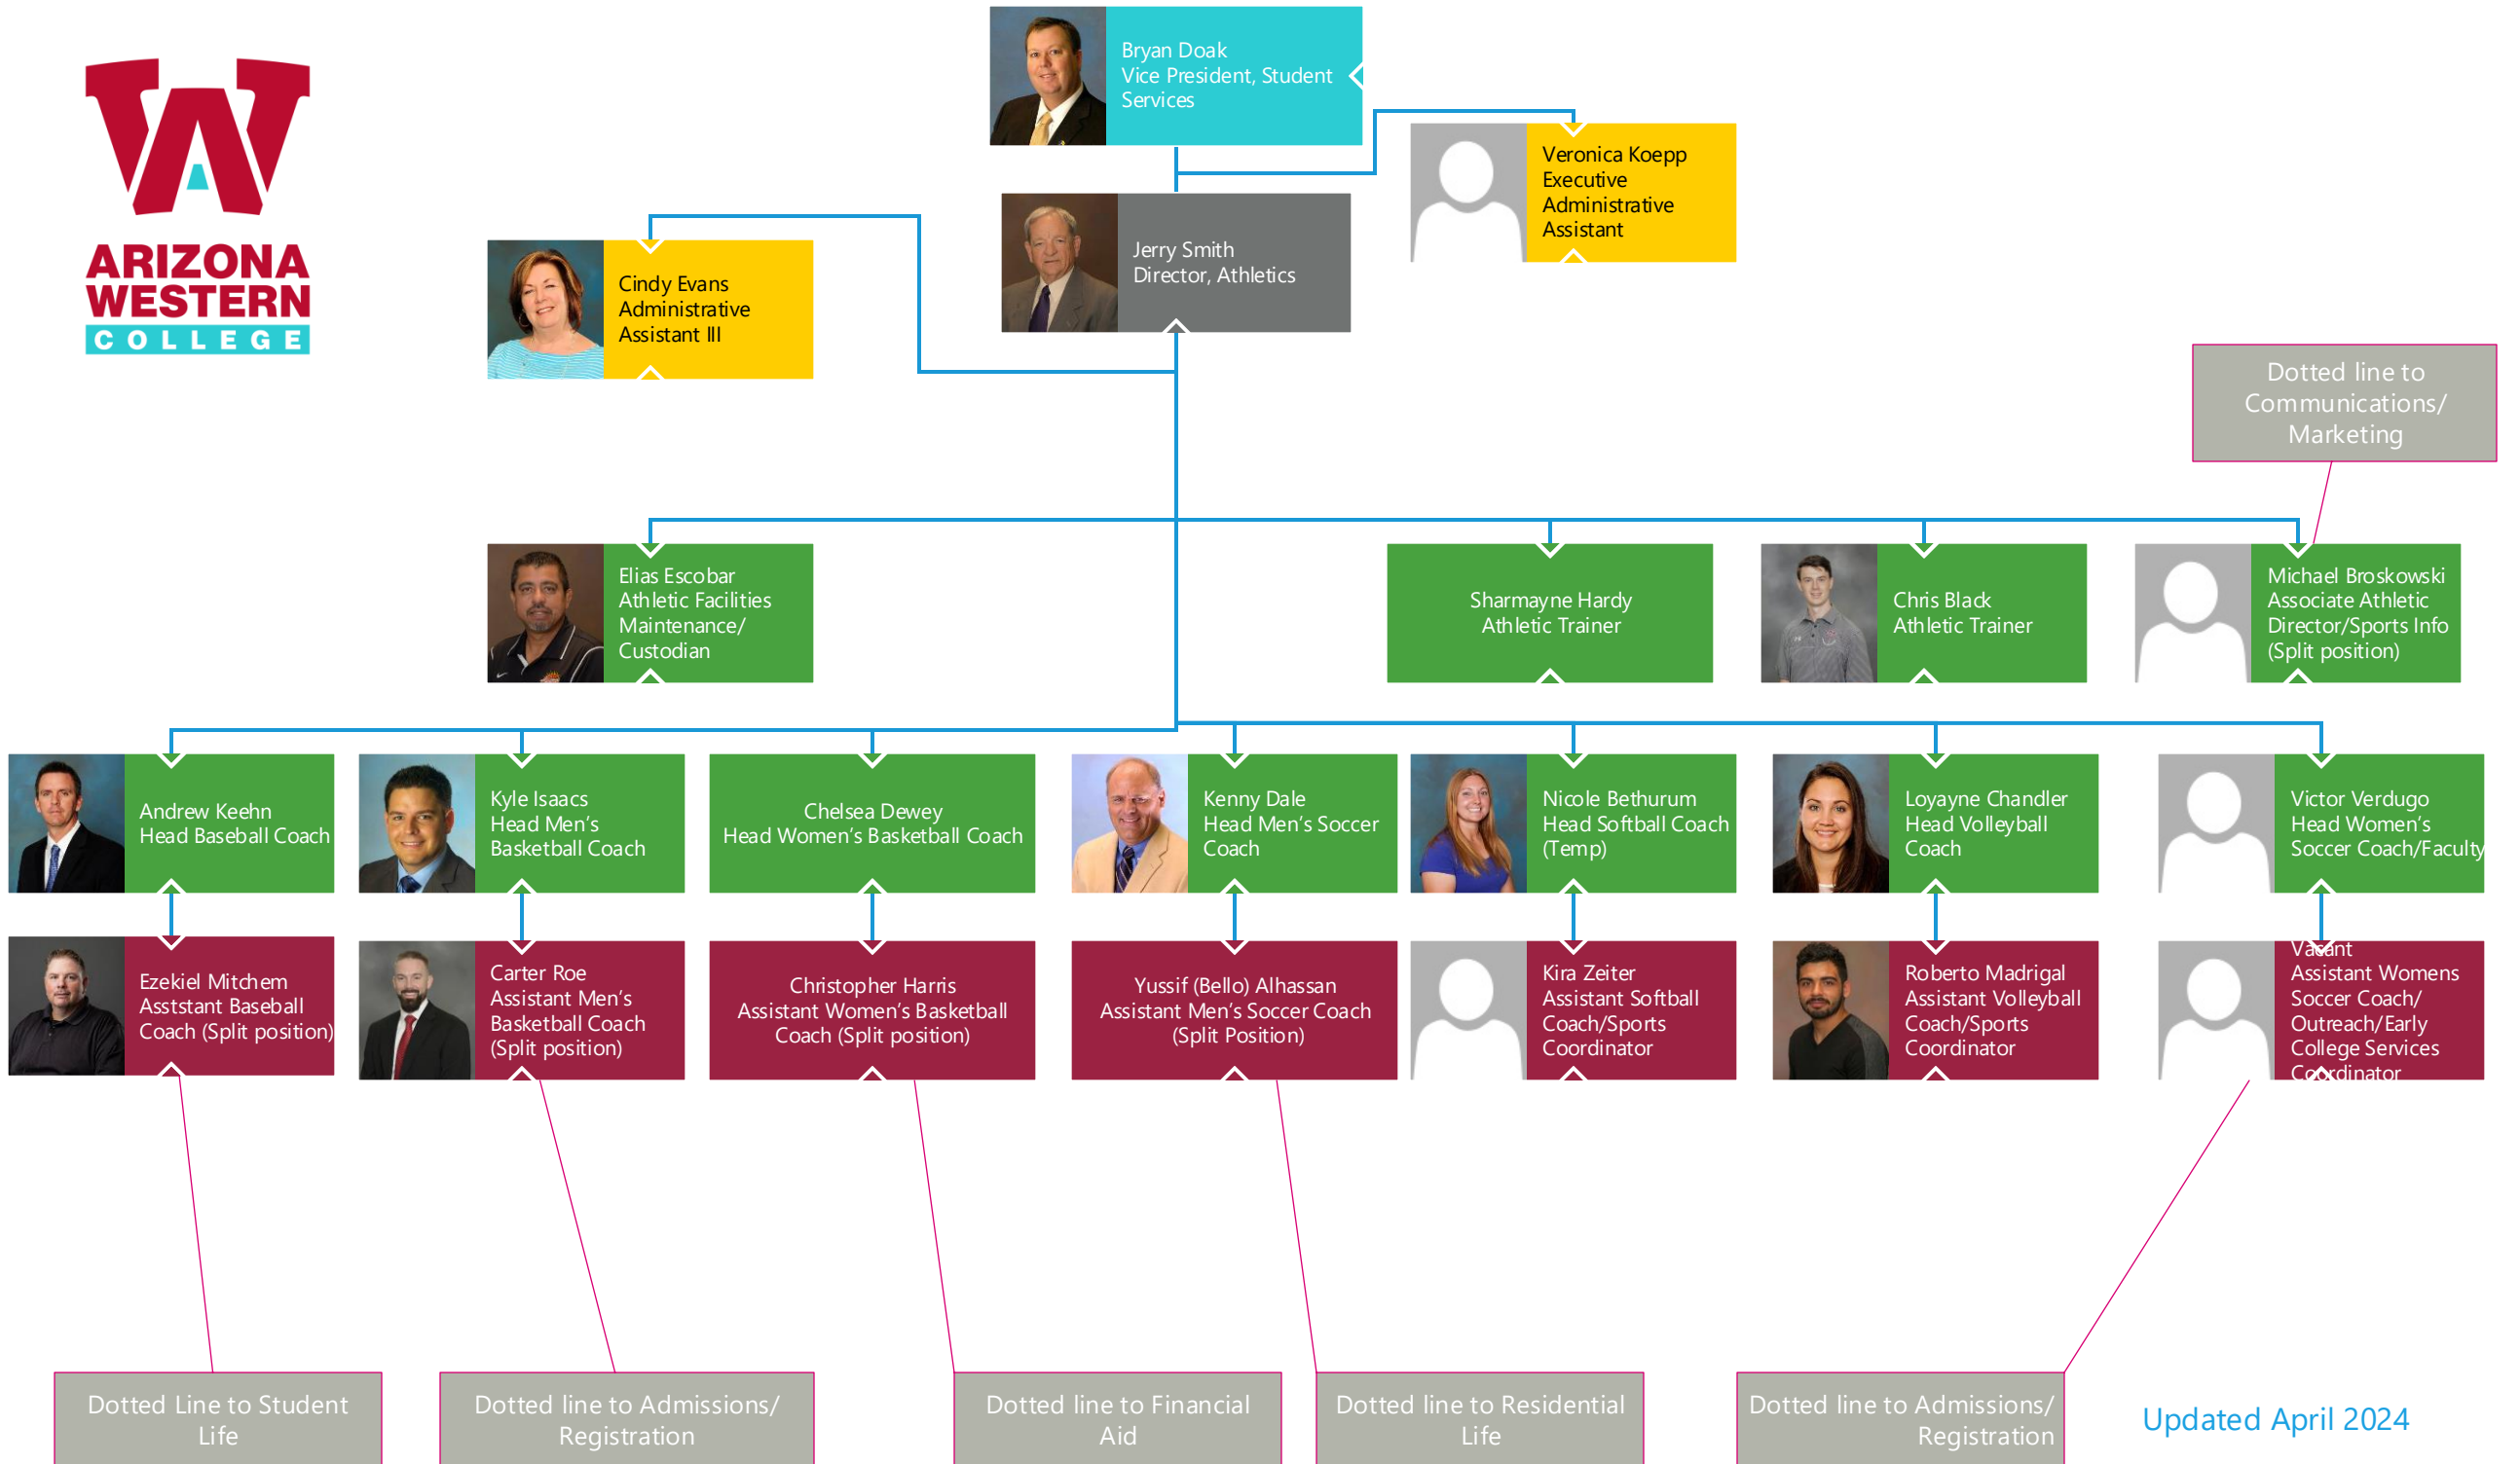 ARIZONA
WESTERN
COLLEGE
Bryan Doak
Vice President, Student
Services
Veronica Koepp
Executive
Administrative
Assistant
Jerry Smith
Director, Athletics
Cindy Evans
Administrative
Assistant III
Dotted line to
Communications/
Marketing
Elias Escobar
Athletic Facilities
Maintenance/
Custodian
Sharmayne Hardy
Athletic Trainer
Chris Black
Athletic Trainer
Michael Broskowski
Associate Athletic
Director/Sports Info
(Split position)
Andrew Keehn
Head Baseball Coach
Kyle Isaacs
Head Men’s
Basketball Coach
Chelsea Dewey
Head Women’s Basketball Coach
Kenny Dale
Head Men’s Soccer
Coach
Nicole Bethurum
Head Softball Coach
(Temp)
Loyayne Chandler
Head Volleyball
Coach
Victor Verdugo
Head Women’s
Soccer Coach/Faculty
Ezekiel Mitchem
Asststant Baseball
Coach (Split position)
Carter Roe
Assistant Men’s
Basketball Coach
(Split position)
Christopher Harris
Assistant Women’s Basketball
Coach (Split position)
Yussif (Bello) Alhassan
Assistant Men’s Soccer Coach
(Split Position)
Kira Zeiter
Assistant Softball
Coach/Sports
Coordinator
Roberto Madrigal
Assistant Volleyball
Coach/Sports
Coordinator
Vacant
Assistant Womens
Soccer Coach/
Outreach/Early
College Services
Coordinator
Dotted Line to Student
Life
Dotted line to Admissions/
Registration
Dotted line to Financial
Aid
Dotted line to Residential
Life
Dotted line to Admissions/
Registration
Updated April 2024